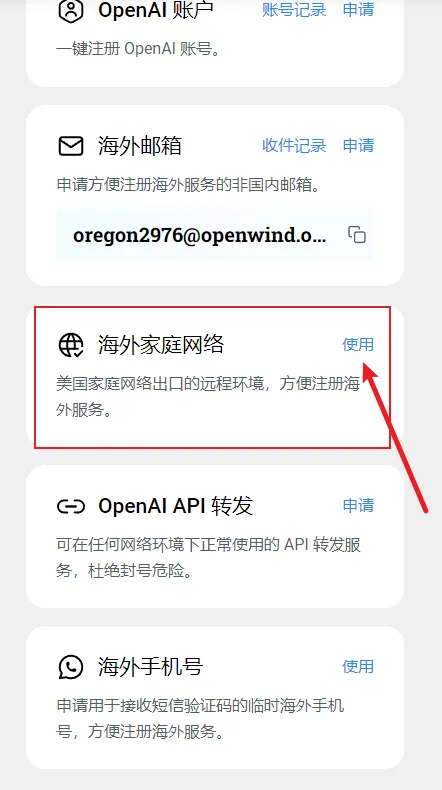 OpenAI 账户 账号记录 申请
一键注册 OpenAI 账号。
海外邮箱 收件记录 申请
申请方便注册海外服务的非国内邮箱。
oregon2976@openwind.o...
海外家庭网络 使用
美国家庭网络出口的远程环境，方便注册海
外服务。
OpenAI API 转发 申请
可在任何网络环境下正常使用的 API 转发服
务，杜绝封号危险。
海外手机号 使用
申请用于接收短信验证码的临时海外手机
号，方便注册海外服务。